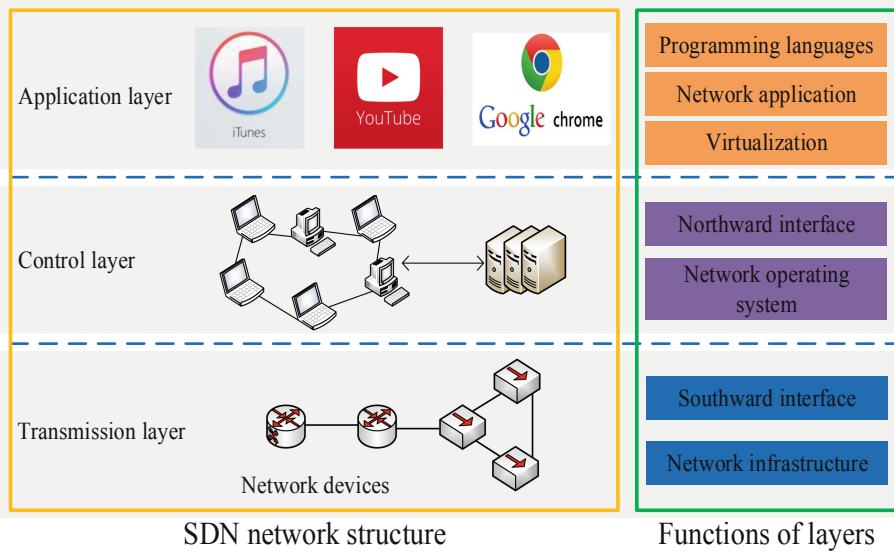 Application layer
iTunes
YouTube
Google chrome
Programming languages
Network application
Virtualization
Control layer
Northward interface
Network operating
system
Transmission layer
Network devices
Southward interface
Network infrastructure
SDN network structure
Functions of layers